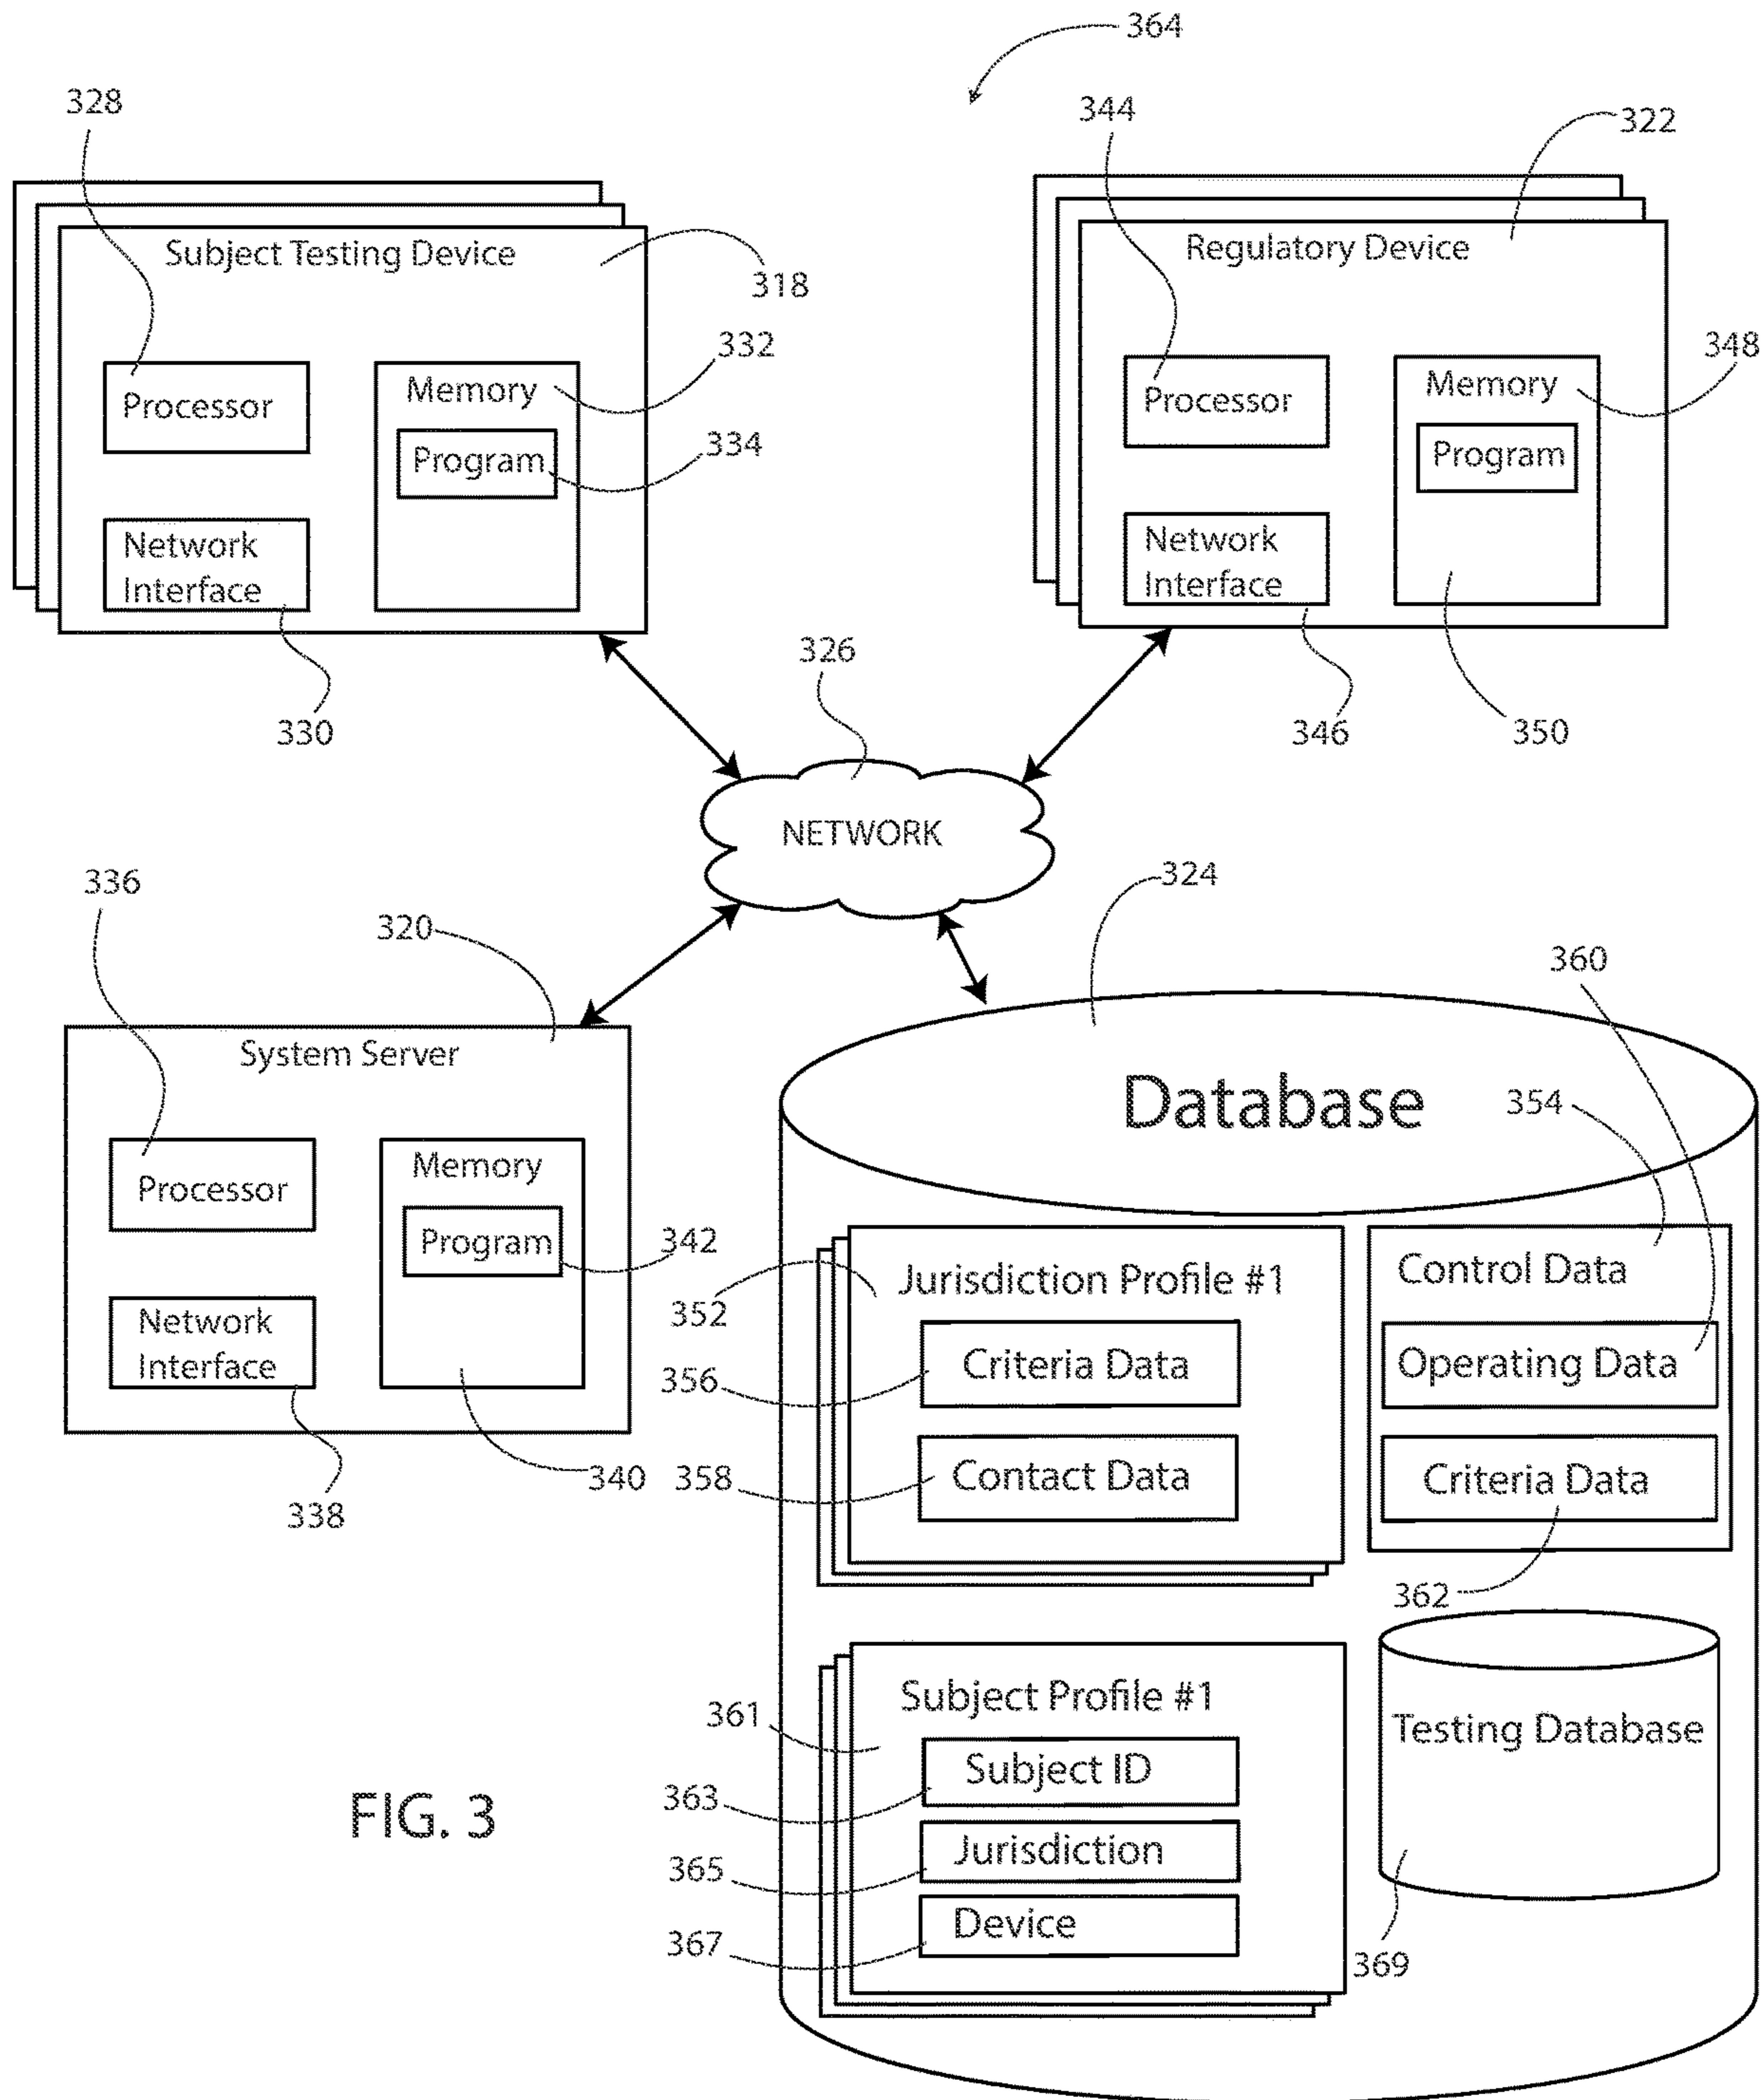 364
328
344
322
Subject Testing Device
318
Regulatory Device
332
348
Processor
Memory
Program
334
Network
Interface
330
Processor
Memory
Program
Network
Interface
346
350
326
NETWORK
336
320
324
360
System Server
354
Database
Processor
Memory
Program
342
Network
Interface
338
340
352
Jurisdiction Profile #1
356
Criteria Data
358
Contact Data
Control Data
Operating Data
Criteria Data
362
361
Subject Profile #1
363
Subject ID
365
Jurisdiction
367
Device
Testing Database
369
FIG. 3